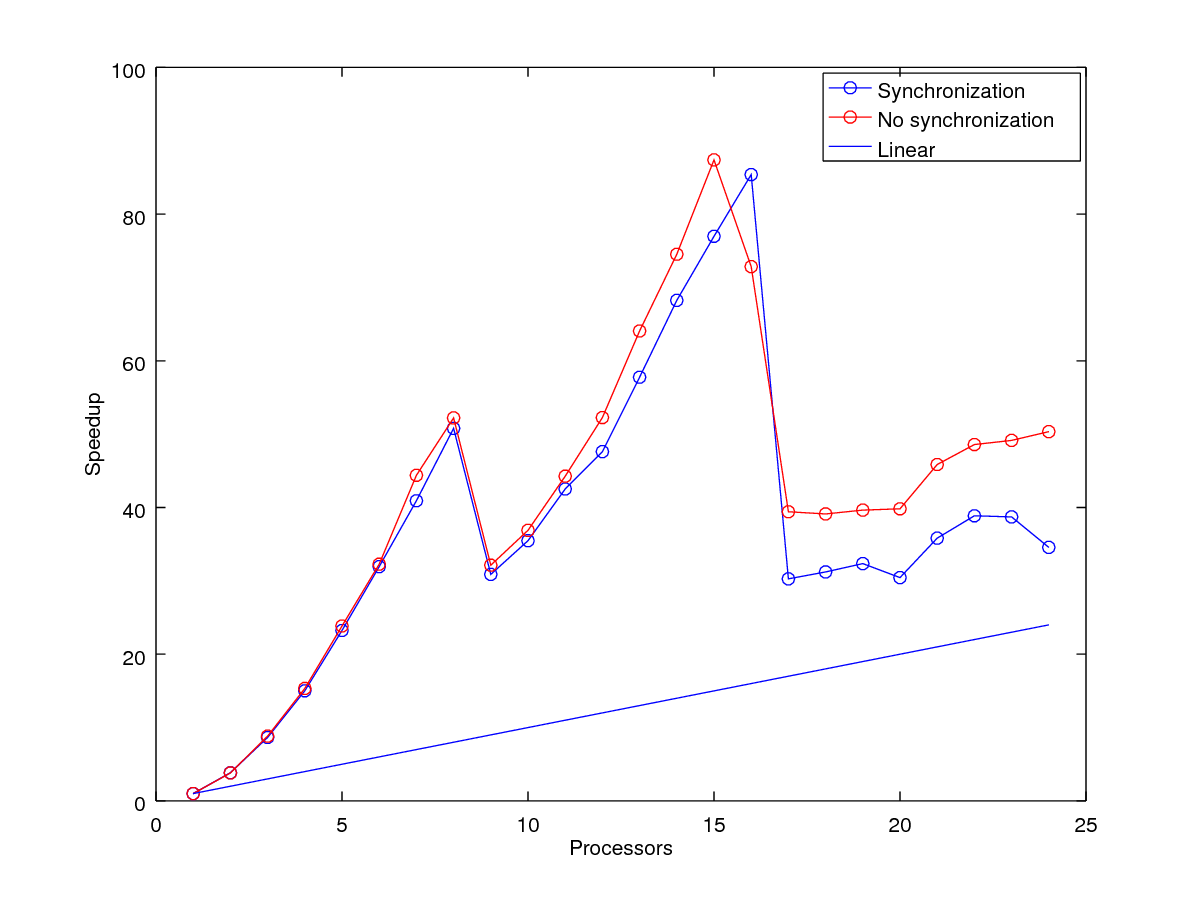 100
80
60
40
20
0
Speedup
Synchronization
No synchronization
Linear
0 5 10 15 20 25
Processors